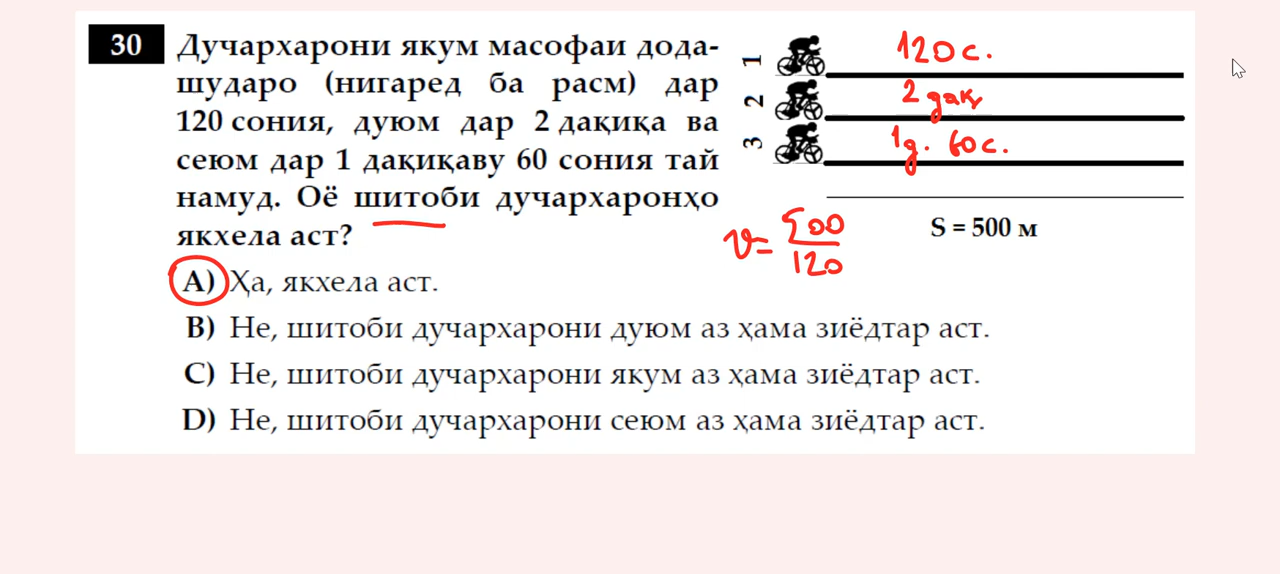 30
Дучархарони якум масофаи дода-
шударо (нигаред ба расм) дар
120 сония, дуюм дар 2 дақиқа ва
сеюм дар 1 дақиқаву 60 сония тай
намуд. Оё шитоби дучархаронҳо
якхела аст?
A) Ҳа, якхела аст.
B) Не, шитоби дучархарони дуюм аз ҳама зиёдтар аст.
C) Не, шитоби дучархарони якум аз ҳама зиёдтар аст.
D) Не, шитоби дучархарони сеюм аз ҳама зиёдтар аст.
1
120 с.
2
2 дақ
3
1д. 60 с.
S = 500 м
v = 500
120